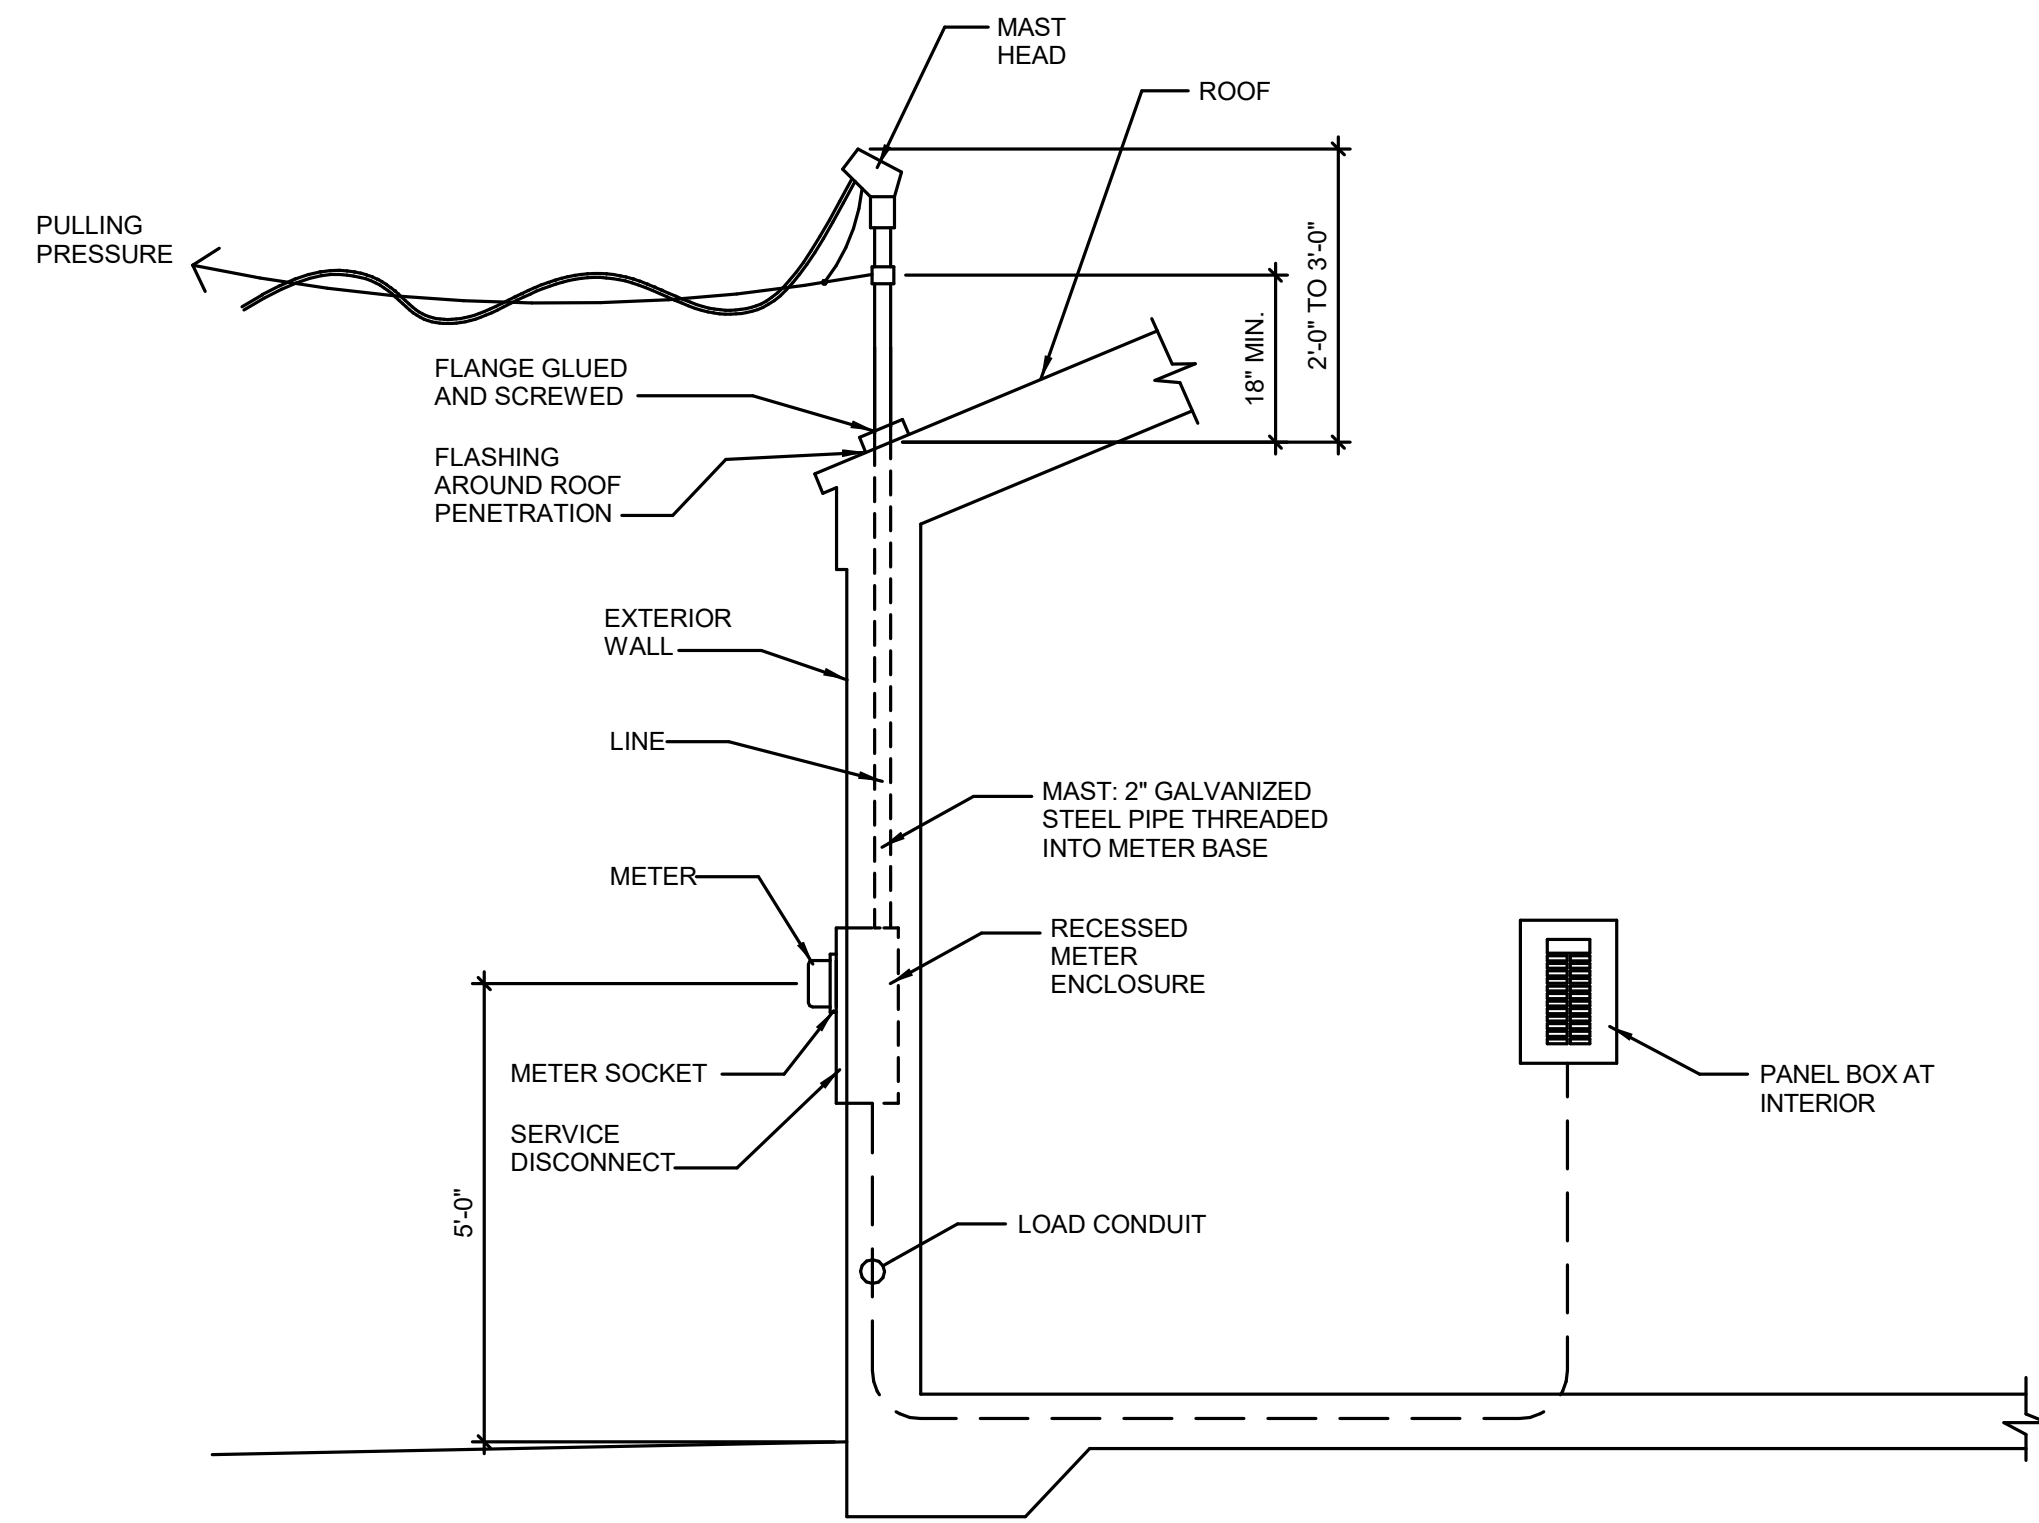 MAST
HEAD
ROOF
PULLING
PRESSURE
2'-0" TO 3'-0"
18" MIN.
FLANGE GLUED
AND SCREWED
FLASHING
AROUND ROOF
PENETRATION
EXTERIOR
WALL
LINE
MAST: 2" GALVANIZED
STEEL PIPE THREADED
INTO METER BASE
METER
RECESSED
METER
ENCLOSURE
METER SOCKET
PANEL BOX AT
INTERIOR
SERVICE
DISCONNECT
5'-0"
LOAD CONDUIT